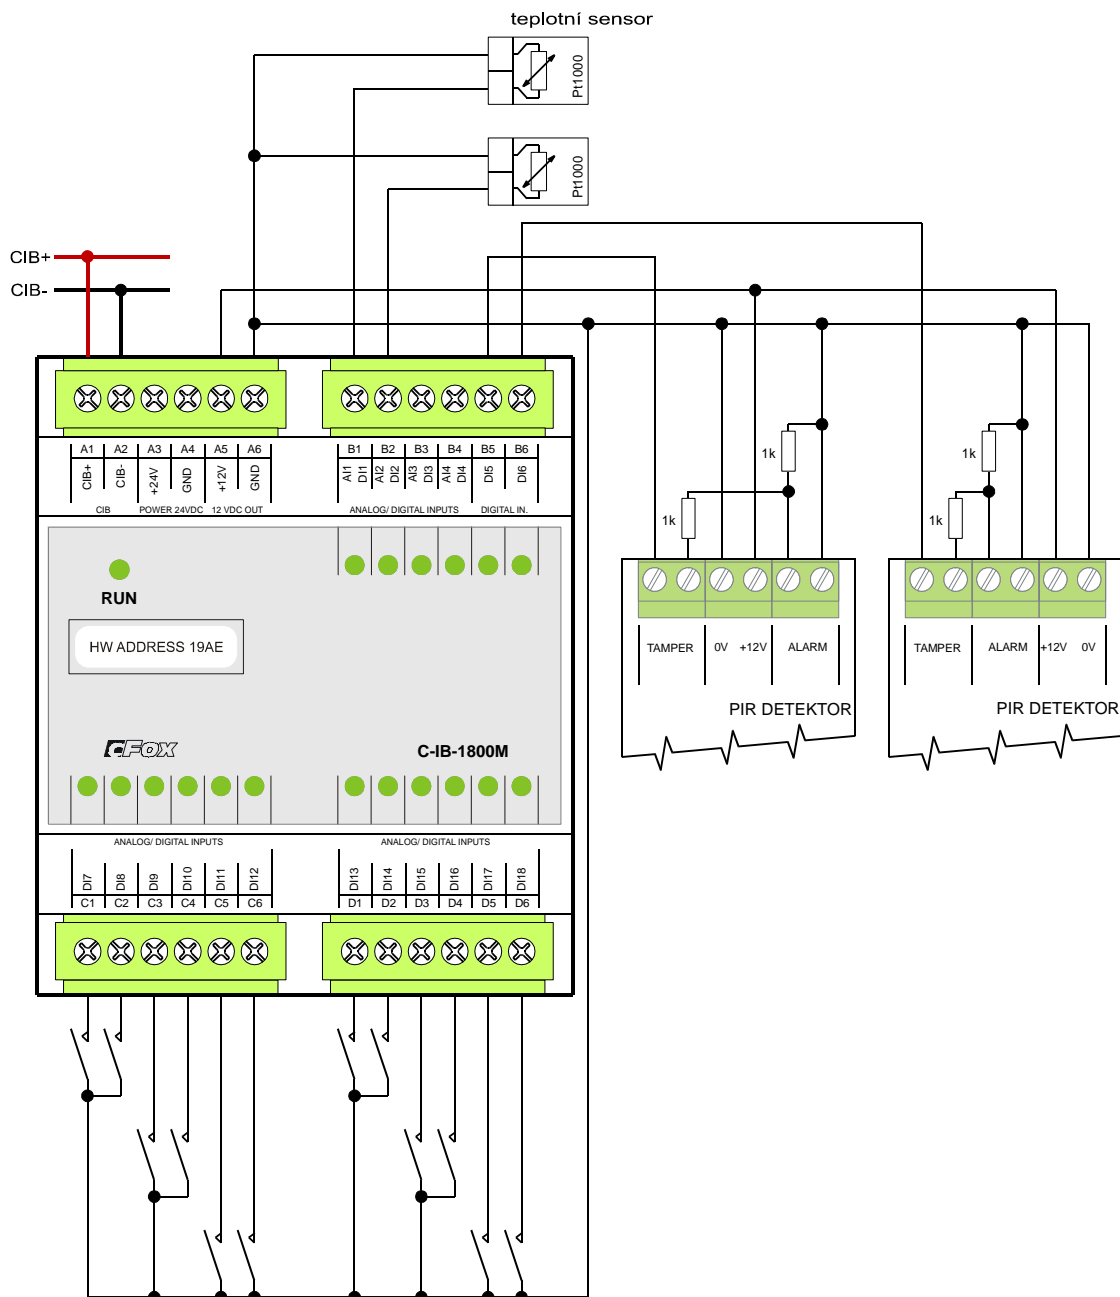 teplotní sensor
Pt1000
Pt1000
CIB+
CIB-
A1 A2 A3 A4 A5 A6
CIB+ CIB- +24V GND +12V GND
CIB POWER 24VDC 12 VDC OUT
B1 B2 B3 B4 B5 B6
AI1 DI1 AI2 DI2 AI3 DI3 AI4 DI4 DI5 DI6
ANALOG/ DIGITAL INPUTS DIGITAL IN.
1k
1k
1k
1k
RUN
HW ADDRESS 19AE
TAMPER 0V +12V ALARM
PIR DETEKTOR
TAMPER ALARM +12V 0V
PIR DETEKTOR
CFox
C-IB-1800M
ANALOG/ DIGITAL INPUTS
DI7 DI8 DI9 DI10 DI11 DI12
C1 C2 C3 C4 C5 C6
ANALOG/ DIGITAL INPUTS
DI13 DI14 DI15 DI16 DI17 DI18
D1 D2 D3 D4 D5 D6